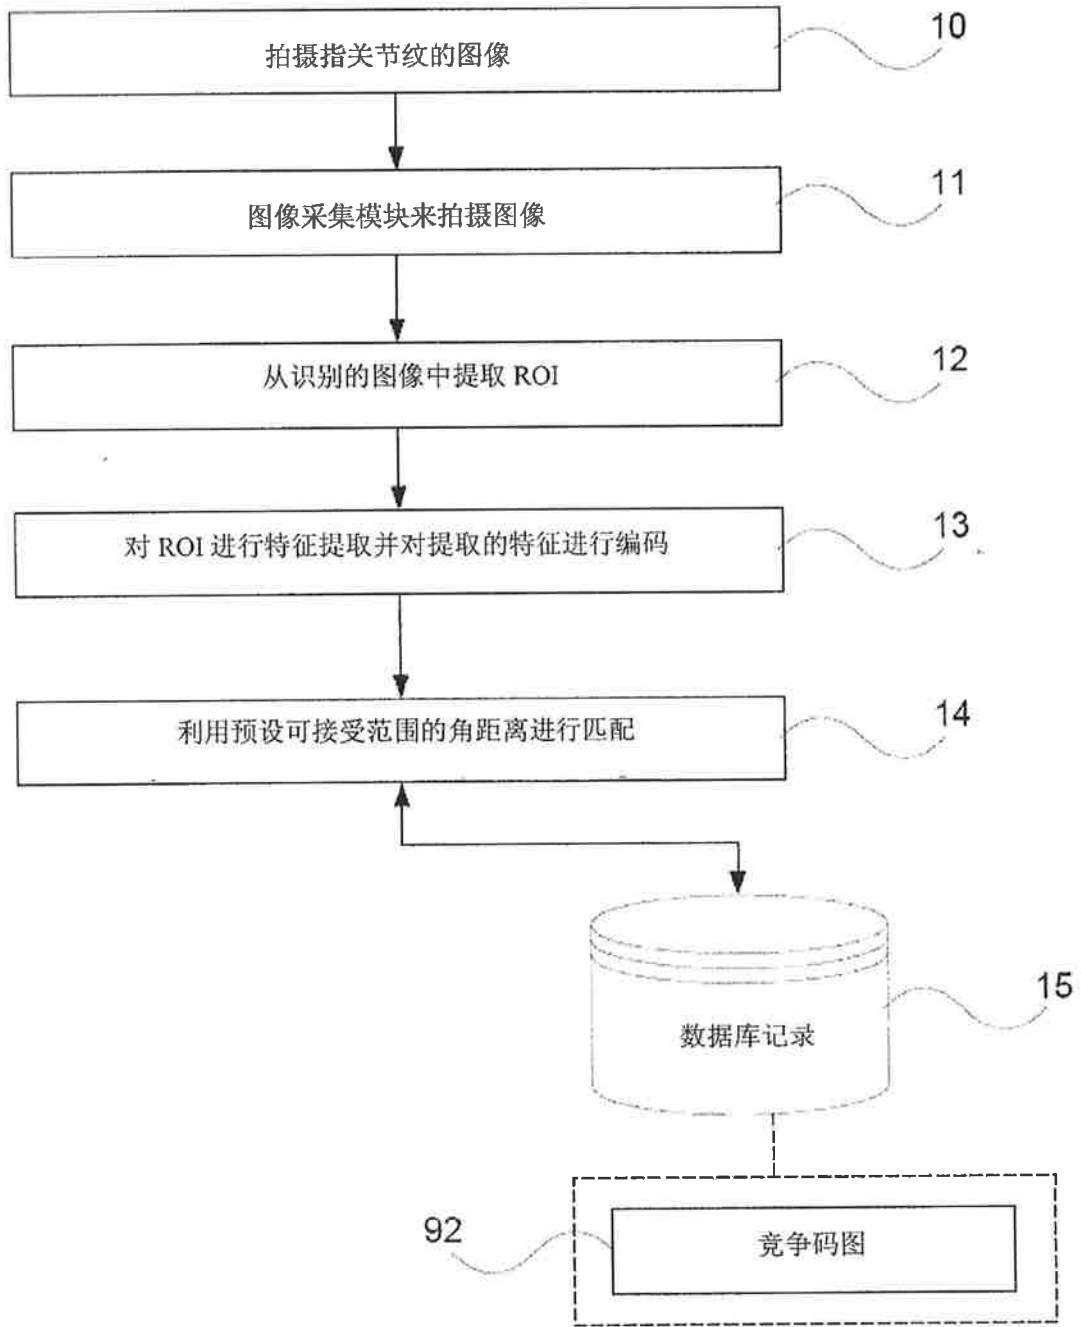 拍摄指关节纹的图像
10
图像采集模块来拍摄图像
11
从识别的图像中提取 ROI
12
对 ROI 进行特征提取并对提取的特征进行编码
13
利用预设可接受范围的角距离进行匹配
14
数据库记录
15
92
竞争码图